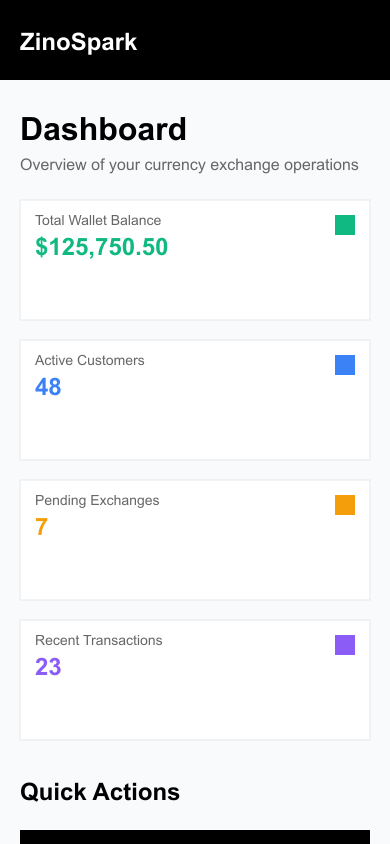 ZinoSpark
Dashboard
Overview of your currency exchange operations
Total Wallet Balance
$125,750.50
Active Customers
48
Pending Exchanges
7
Recent Transactions
23
Quick Actions